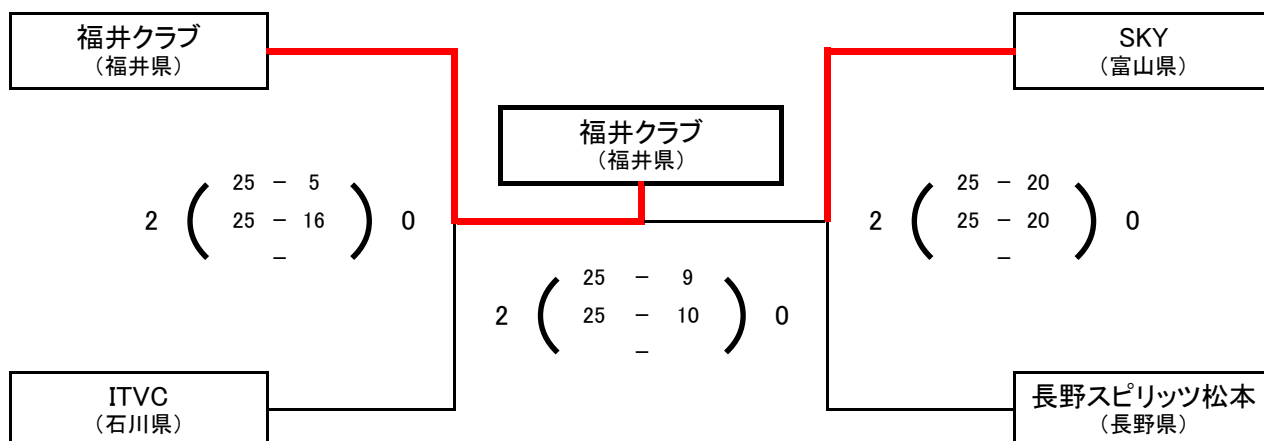 福井クラブ
（福井県）
SKY
（富山県）
福井クラブ
（福井県）
2 ( 25 － 5
25 － 16
－ ) 0
2 ( 25 － 20
25 － 20
－ ) 0
2 ( 25 － 9
25 － 10
－ ) 0
ITVC
（石川県）
長野スピリッツ松本
（長野県）